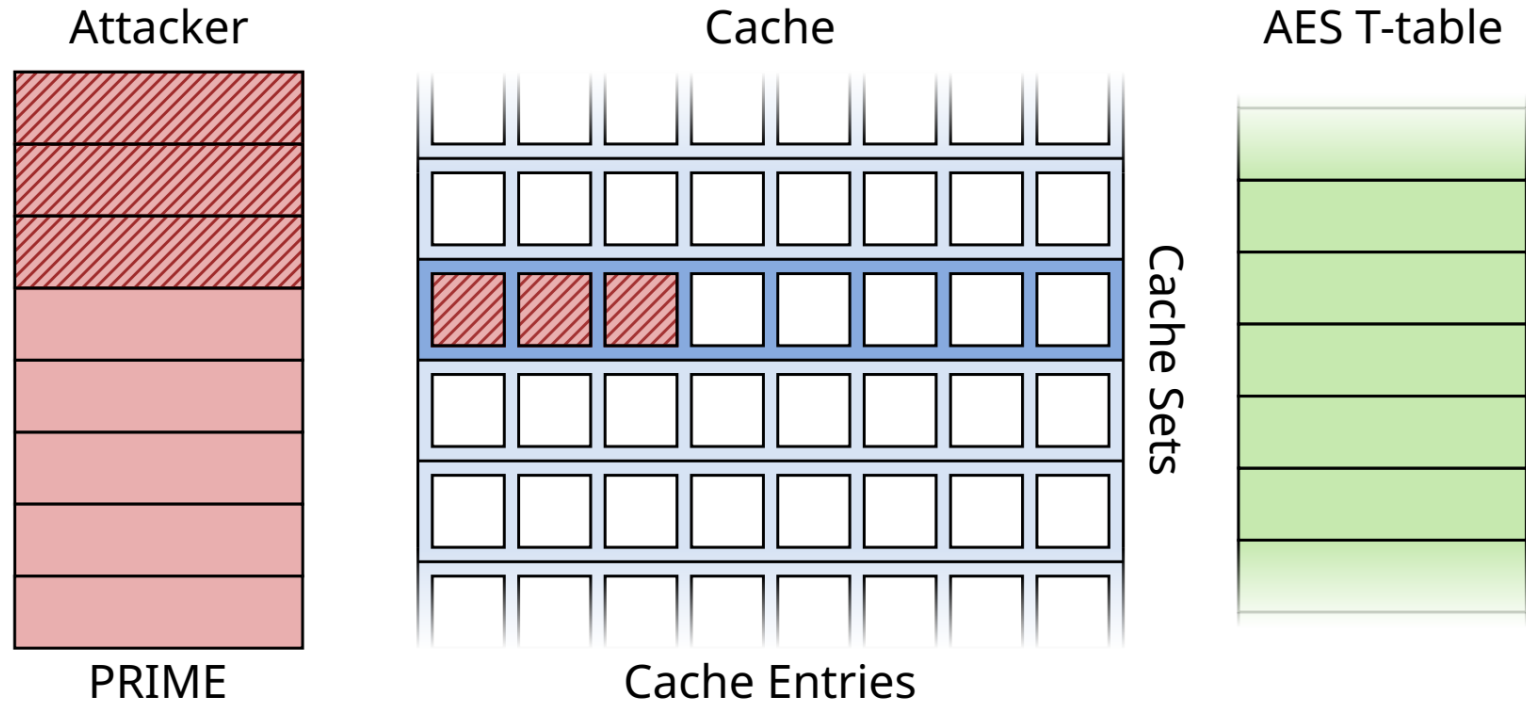 Attacker
Cache
AES T-table
Cache Sets
PRIME
Cache Entries